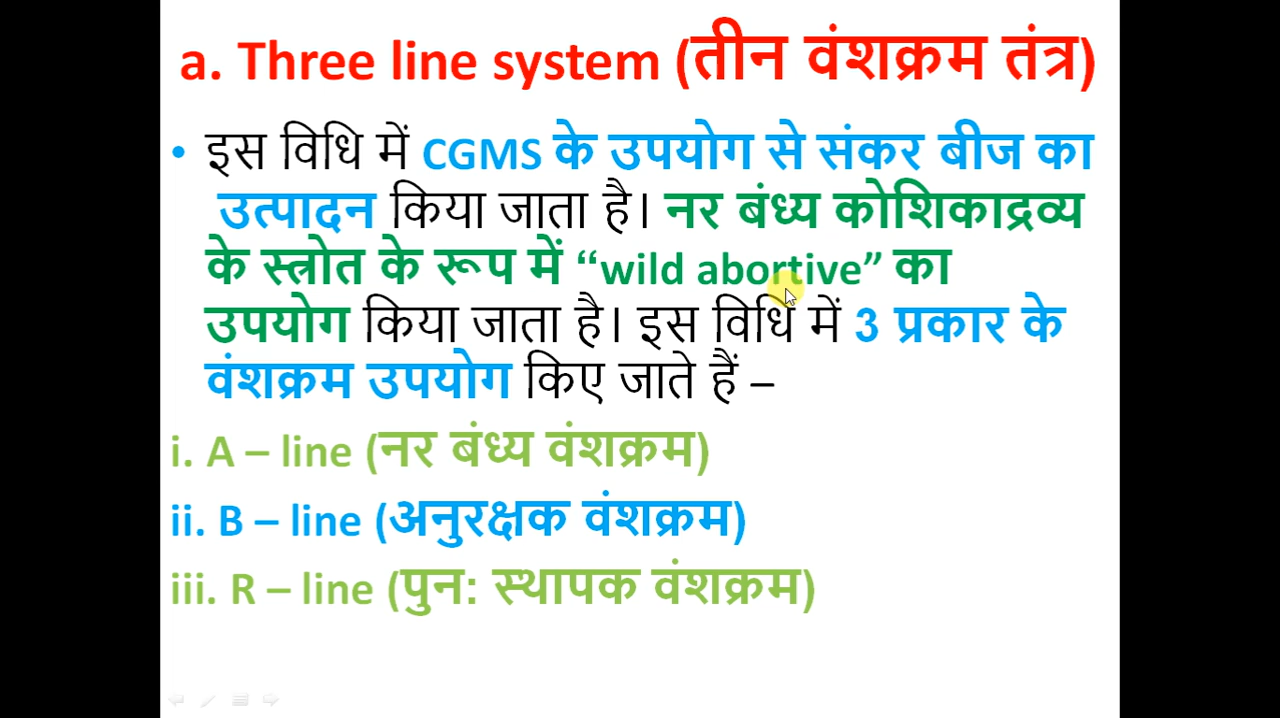 a. Three line system (तीन वंशक्रम तंत्र)
• इस विधि में CGMS के उपयोग से संकर बीज का
उत्पादन किया जाता है। नर बंध्य कोशिकाद्रव्य
के स्त्रोत के रूप में “wild abortive” का
उपयोग किया जाता है। इस विधि में 3 प्रकार के
वंशक्रम उपयोग किए जाते हैं –
i. A – line (नर बंध्य वंशक्रम)
ii. B – line (अनुरक्षक वंशक्रम)
iii. R – line (पुन: स्थापक वंशक्रम)